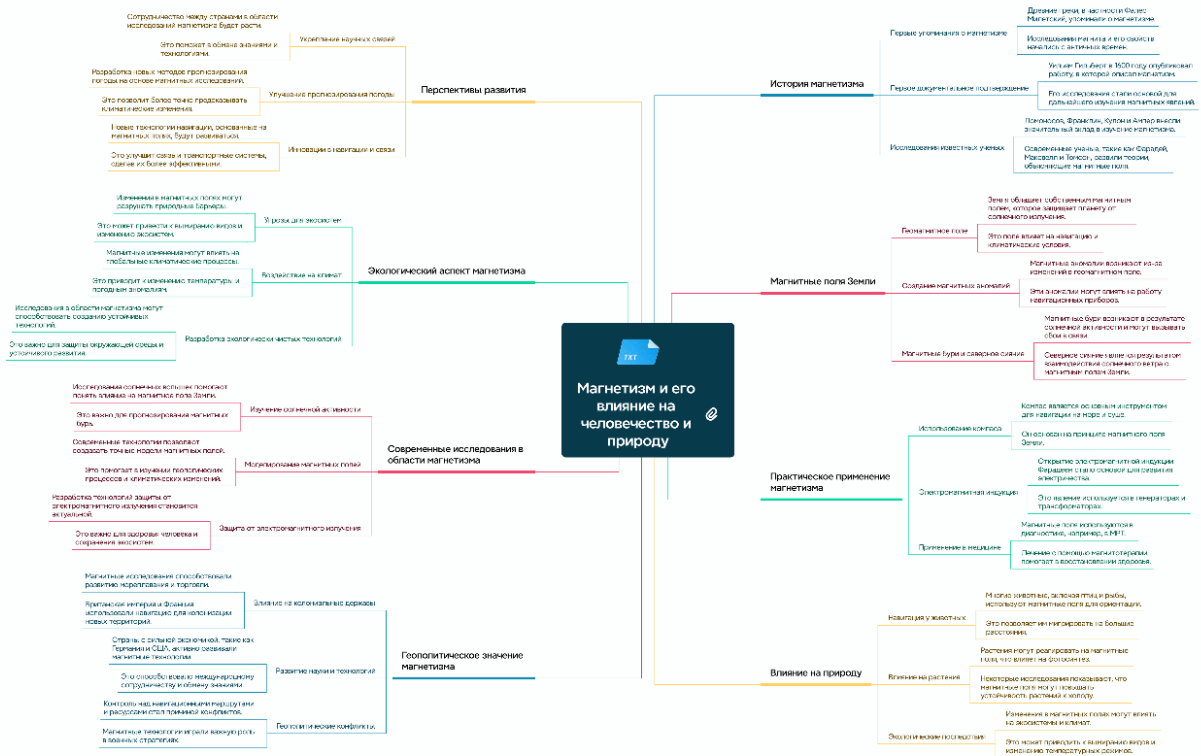 TXT
Магнетизм и его
влияние на
человечество и
природу
История магнетизма
Первые упоминания о магнетизме
Древние греки, в частности Фалес
Милетский, упоминали о магнетизме.
Исследования магнита и его свойств
начались с античных времен.
Первое документальное подтверждение
Уильям Гильберт в 1600 году опубликовал
работу, в которой описал магнетизм.
Его исследования стали основой для
дальнейшего изучения магнитных явлений.
Исследования известных ученых
Ломоносов, Франклин, Кулон и Ампер внесли
значительный вклад в изучение магнетизма.
Современные ученые, такие как Фарадей,
Максвелл и Томсон, развили теории,
объясняющие магнитные поля.
Магнитные поля Земли
Геомагнитное поле
Земля обладает собственным магнитным
полем, которое защищает планету от
солнечного излучения.
Это поле влияет на навигацию и
климатические условия.
Создание магнитных аномалий
Магнитные аномалии возникают из-за
изменений в геомагнитном поле.
Эти аномалии могут влиять на работу
навигационных приборов.
Магнитные бури и северное сияние
Магнитные бури возникают в результате
солнечной активности и могут вызывать
сбои в связи.
Северное сияние является результатом
взаимодействия солнечного ветра с
магнитным полем Земли.
Практическое применение
магнетизма
Использование компаса
Компас является основным инструментом
для навигации на море и суше.
Он основан на принципе магнитного поля
Земли.
Электромагнитная индукция
Открытие электромагнитной индукции
Фарадеем стало основой для развития
электричества.
Это явление используется в генераторах и
трансформаторах.
Применение в медицине
Магнитные поля используются в
диагностике, например, в МРТ.
Лечение с помощью магнитотерапии
помогает в восстановлении здоровья.
Влияние на природу
Навигация у животных
Многие животные, включая птиц и рыбы,
используют магнитные поля для ориентации.
Это позволяет им мигрировать на большие
расстояния.
Влияние на растения
Растения могут реагировать на магнитные
поля, что влияет на фотосинтез.
Некоторые исследования показывают, что
магнитные поля могут повышать
устойчивость растений к холоду.
Экологические последствия
Изменения в магнитных полях могут влиять
на экосистемы и климат.
Это может приводить к вымиранию видов и
изменению температурных режимов.
Перспективы развития
Укрепление научных связей
Сотрудничество между странами в области
исследований магнетизма будет расти.
Это поможет в обмене знаниями и
технологиями.
Улучшение прогнозирования погоды
Разработка новых методов прогнозирования
погоды на основе магнитных исследований.
Это позволит более точно предсказывать
климатические изменения.
Инновации в навигации и связи
Новые технологии навигации, основанные на
магнитных полях, будут развиваться.
Это улучшит связь и транспортные системы,
сделав их более эффективными.
Экологический аспект магнетизма
Угрозы для экосистем
Изменения в магнитных полях могут
разрушать природные барьеры.
Это может привести к вымиранию видов и
изменению экосистем.
Воздействие на климат
Магнитные изменения могут влиять на
глобальные климатические процессы.
Это приводит к изменению температуры и
погодным аномалиям.
Разработка экологически чистых технологий
Исследования в области магнетизма могут
способствовать созданию устойчивых
технологий.
Это важно для защиты окружающей среды и
устойчивого развития.
Современные исследования в
области магнетизма
Изучение солнечной активности
Исследования солнечных вспышек помогают
понять влияние на магнитное поле Земли.
Это важно для прогнозирования магнитных
бурь.
Моделирование магнитных полей
Современные технологии позволяют
создавать точные модели магнитных полей.
Это помогает в изучении геологических
процессов и климатических изменений.
Защита от электромагнитного излучения
Разработка технологий защиты от
электромагнитного излучения становится
актуальной.
Это важно для здоровья человека и
сохранения экосистем.
Геополитическое значение
магнетизма
Влияние на колониальные державы
Магнитные исследования способствовали
развитию мореплавания и торговли.
Британская империя и Франция
использовали навигацию для колонизации
новых территорий.
Развитие науки и технологий
Страны с сильной экономикой, такие как
Германия и США, активно развивали
магнитные технологии.
Это способствовало международному
сотрудничеству и обмену знаниями.
Геополитические конфликты
Контроль над навигационными маршрутами
и ресурсами стал причиной конфликтов.
Магнитные технологии играли важную роль
в военных стратегиях.